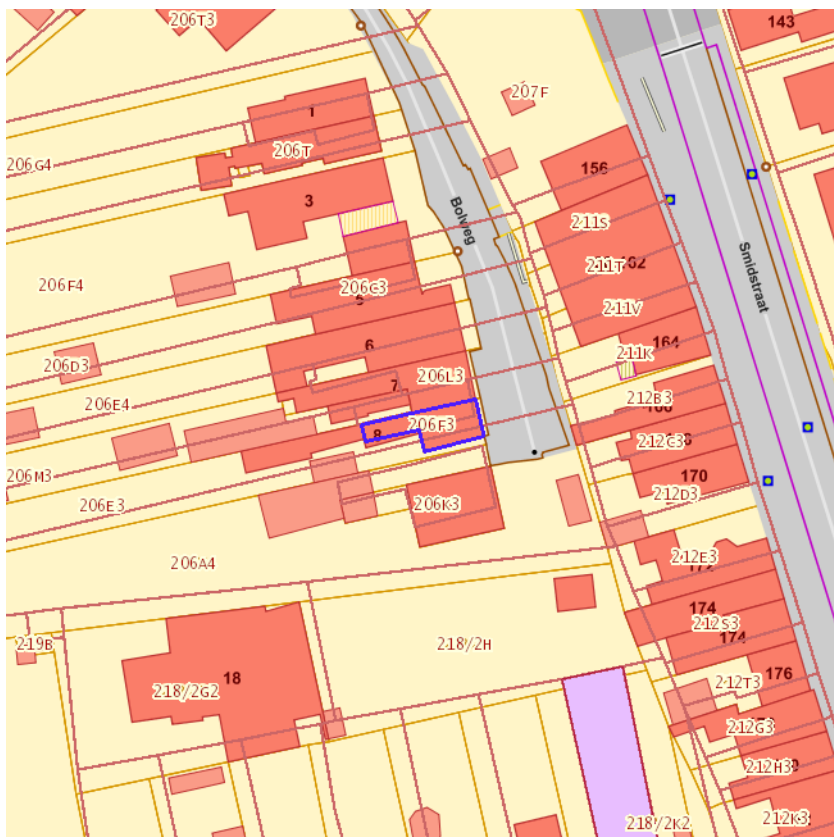 206T3
143
207F
1
206T
206G4
156
3
Bolweg
211S
Smidstraat
211T
162
206F4
206C3
211V
6
164
211K
206D3
7
206L3
212B3
206E4
206F3
8
212C3
170
206M3
212D3
206E3
206K3
212E3
172
206A4
174
212S3
174
219B
218/2H
176
18
212T3
218/2G2
212G3
212H3
218/2K2
212K3